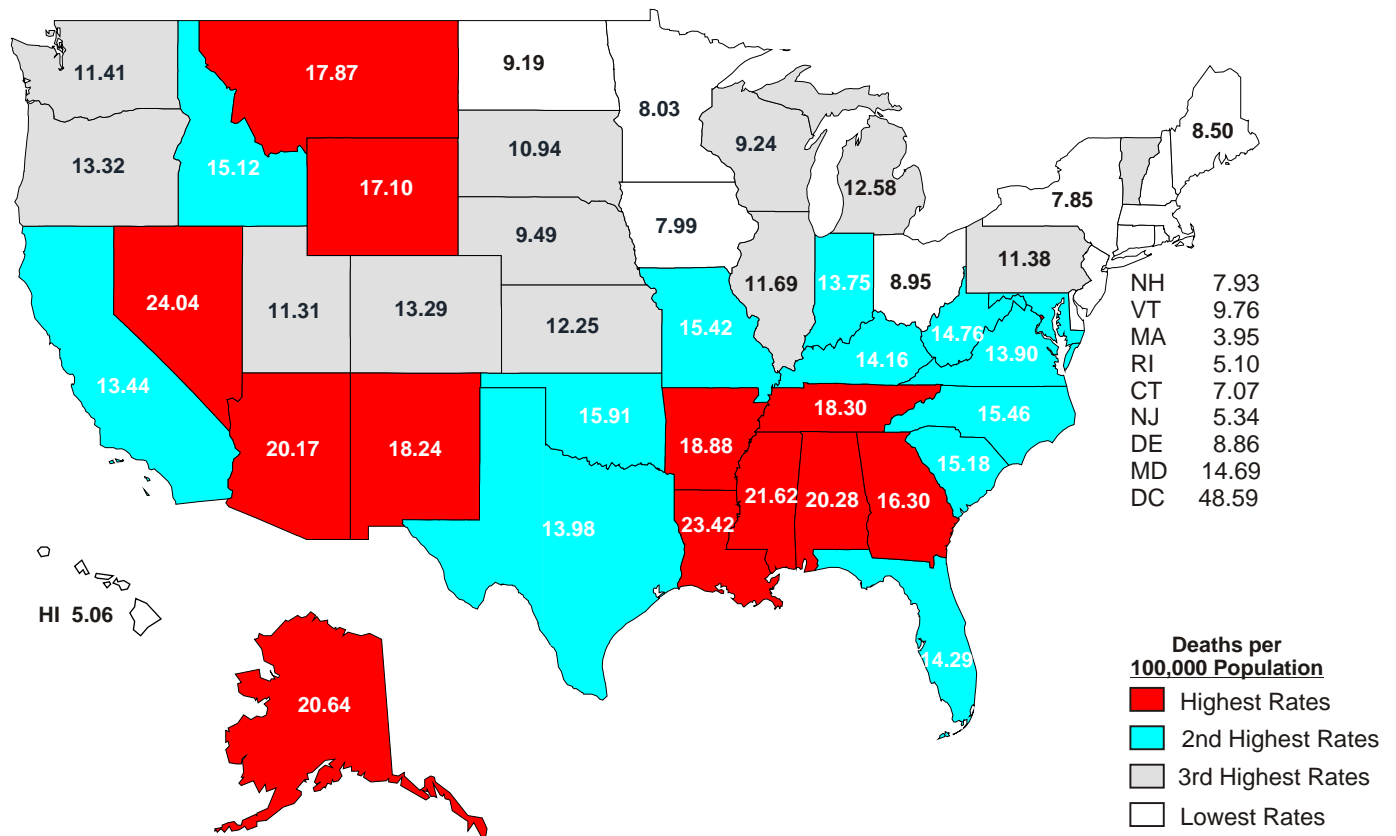 11.41
17.87
9.19
8.03
8.50
13.32
15.12
17.10
10.94
9.24
12.58
7.85
24.04
11.31
13.29
9.49
12.25
7.99
11.69
13.75
8.95
11.38
13.44
15.42
14.16
14.76
13.90
20.17
18.24
15.91
18.88
18.30
15.46
15.18
13.98
23.42
21.62
20.28
16.30
14.29
HI 5.06
20.64
NH 7.93
VT 9.76
MA 3.95
RI 5.10
CT 7.07
NJ 5.34
DE 8.86
MD 14.69
DC 48.59
Deaths per
100,000 Population
Highest Rates
2nd Highest Rates
3rd Highest Rates
Lowest Rates